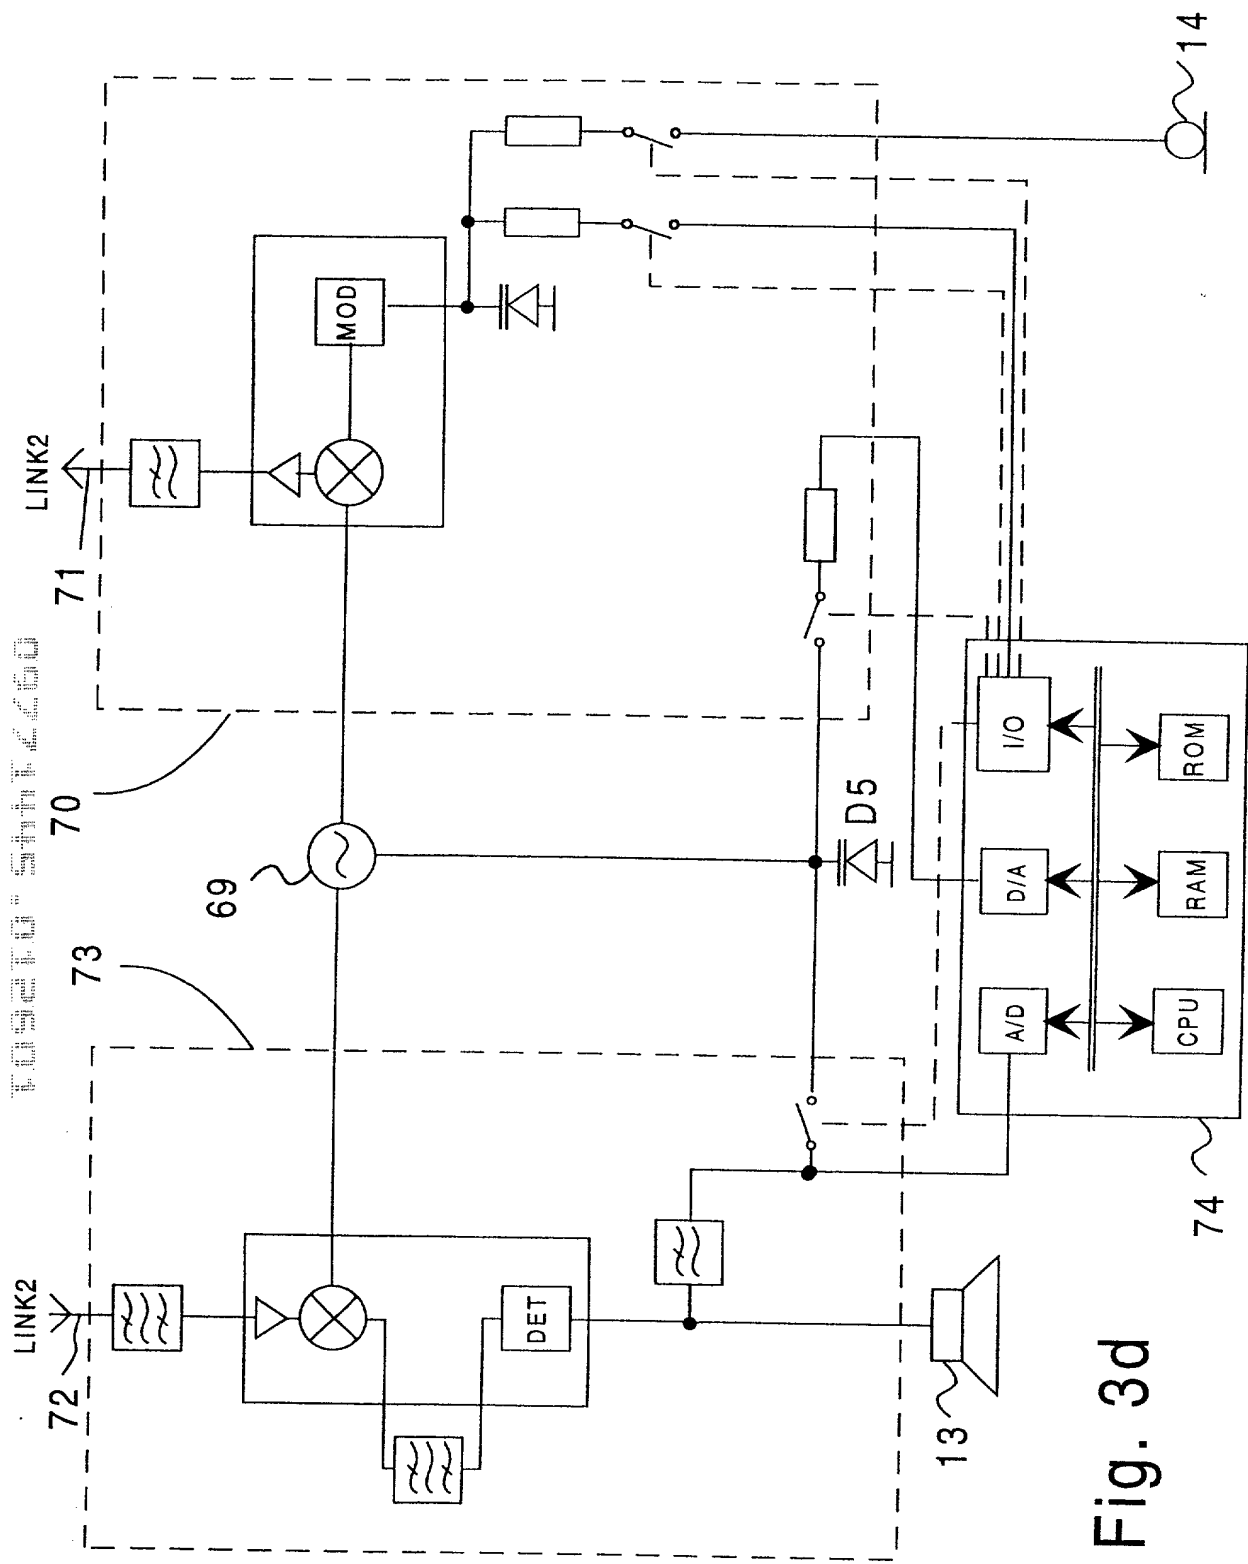 LINK2
72
73
69
70
LINK2
71
MOD
DET
D5
A/D
D/A
I/O
CPU
RAM
ROM
13
74
14
Fig. 3d